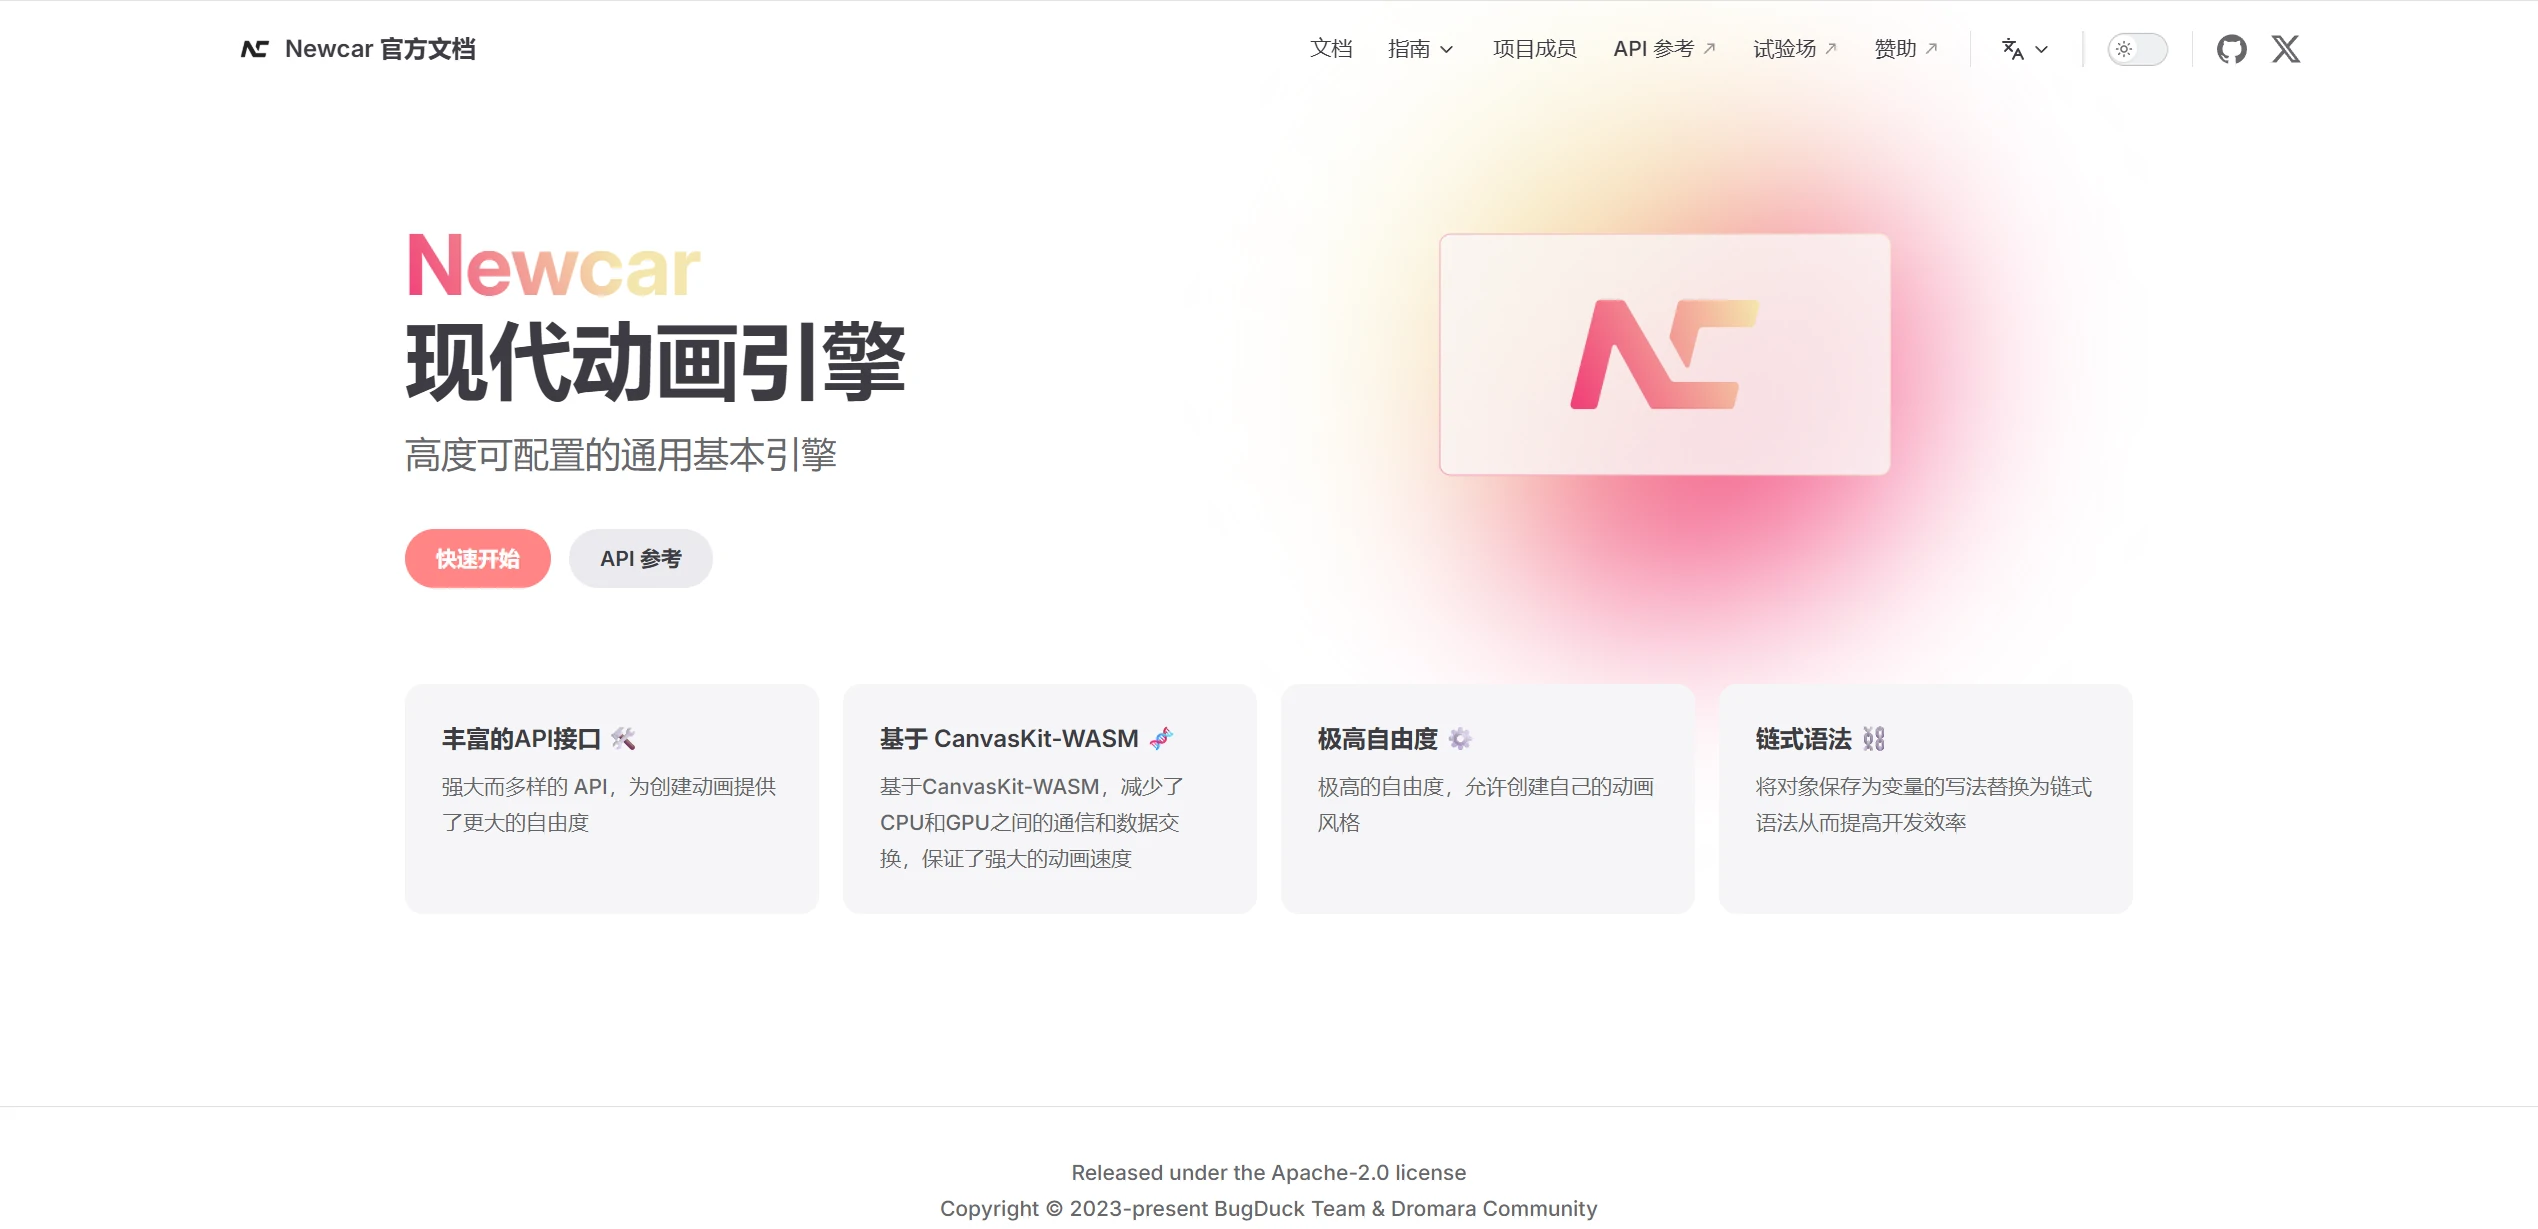 Newcar 官方文档
文档 指南 项目成员 API 参考 试验场 赞助
Newcar
现代动画引擎
高度可配置的通用基本引擎
快速开始 API 参考
丰富的API接口
强大而多样的 API，为创建动画提供
了更大的自由度
基于 CanvasKit-WASM
基于CanvasKit-WASM，减少了
CPU和GPU之间的通信和数据交
换，保证了强大的动画速度
极高自由度
极高的自由度，允许创建自己的动画
风格
链式语法
将对象保存为变量的写法替换为链式
语法从而提高开发效率
Released under the Apache-2.0 license
Copyright © 2023-present BugDuck Team & Dromara Community